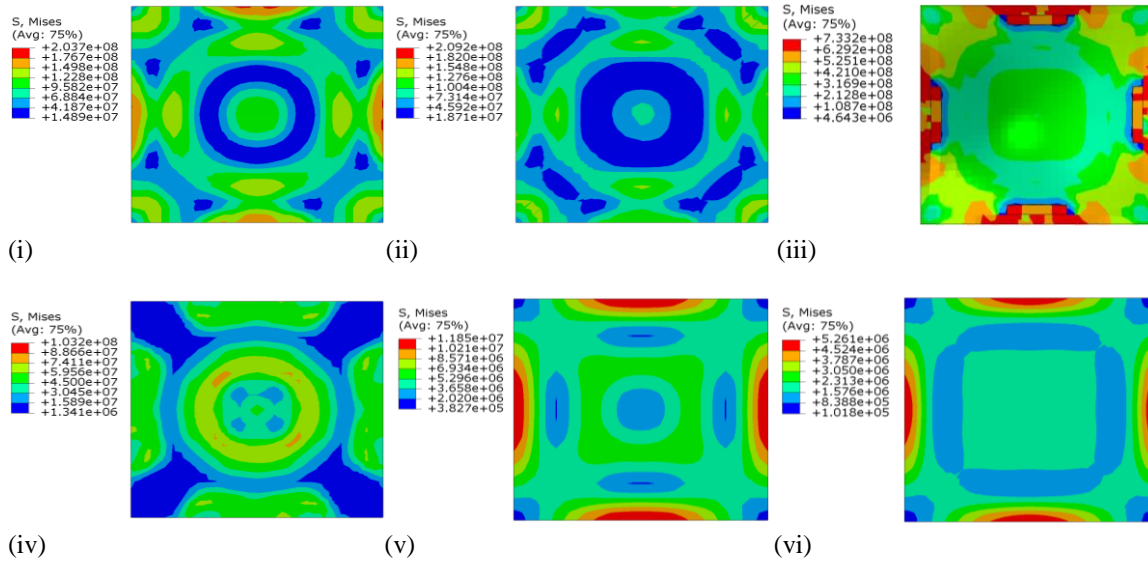 S, Mises
(Avg: 75%)
+2.037e+08
+1.767e+08
+1.498e+08
+1.228e+08
+9.582e+07
+6.884e+07
+4.187e+07
+1.489e+07
(i)
S, Mises
(Avg: 75%)
+2.092e+08
+1.820e+08
+1.548e+08
+1.276e+08
+1.004e+08
+7.314e+07
+4.592e+07
+1.871e+07
(ii)
S, Mises
(Avg: 75%)
+7.332e+08
+6.292e+08
+5.251e+08
+4.210e+08
+3.169e+08
+2.128e+08
+1.087e+08
+4.643e+06
(iii)
S, Mises
(Avg: 75%)
+1.032e+08
+8.866e+07
+7.411e+07
+5.956e+07
+4.500e+07
+3.045e+07
+1.589e+07
+1.341e+06
(iv)
S, Mises
(Avg: 75%)
+1.185e+07
+1.021e+07
+8.571e+06
+6.934e+06
+5.296e+06
+3.658e+06
+2.020e+06
+3.827e+05
(v)
S, Mises
(Avg: 75%)
+5.261e+06
+4.524e+06
+3.787e+06
+3.050e+06
+2.313e+06
+1.576e+06
+8.388e+05
+1.018e+05
(vi)